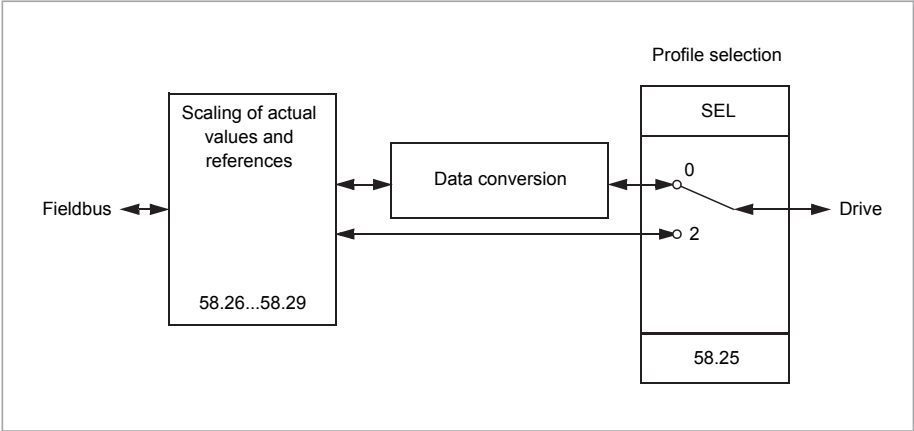 Profile selection
SEL
Scaling of actual
values and
references
0
Data conversion
Fieldbus
Drive
2
58.26...58.29
58.25